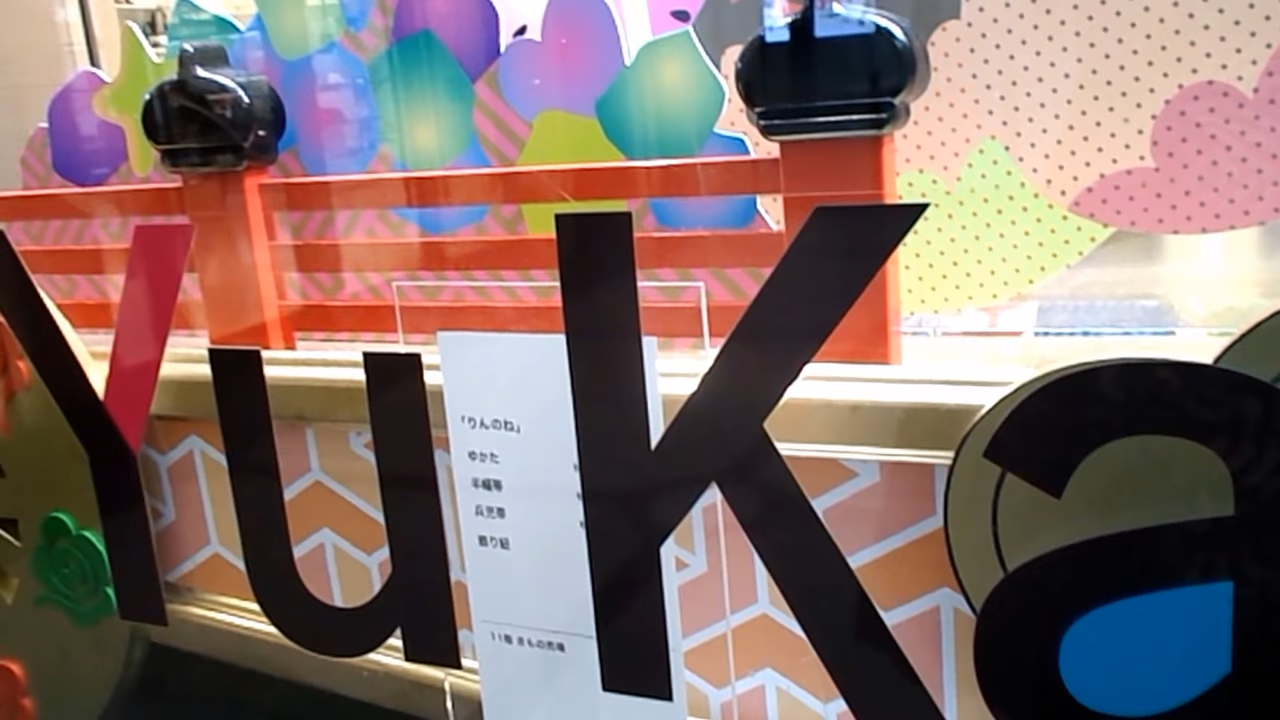 YuKa
「りんのね」
ゆかた
半幅帯
兵児帯
飾り紐
11階 きもの売場